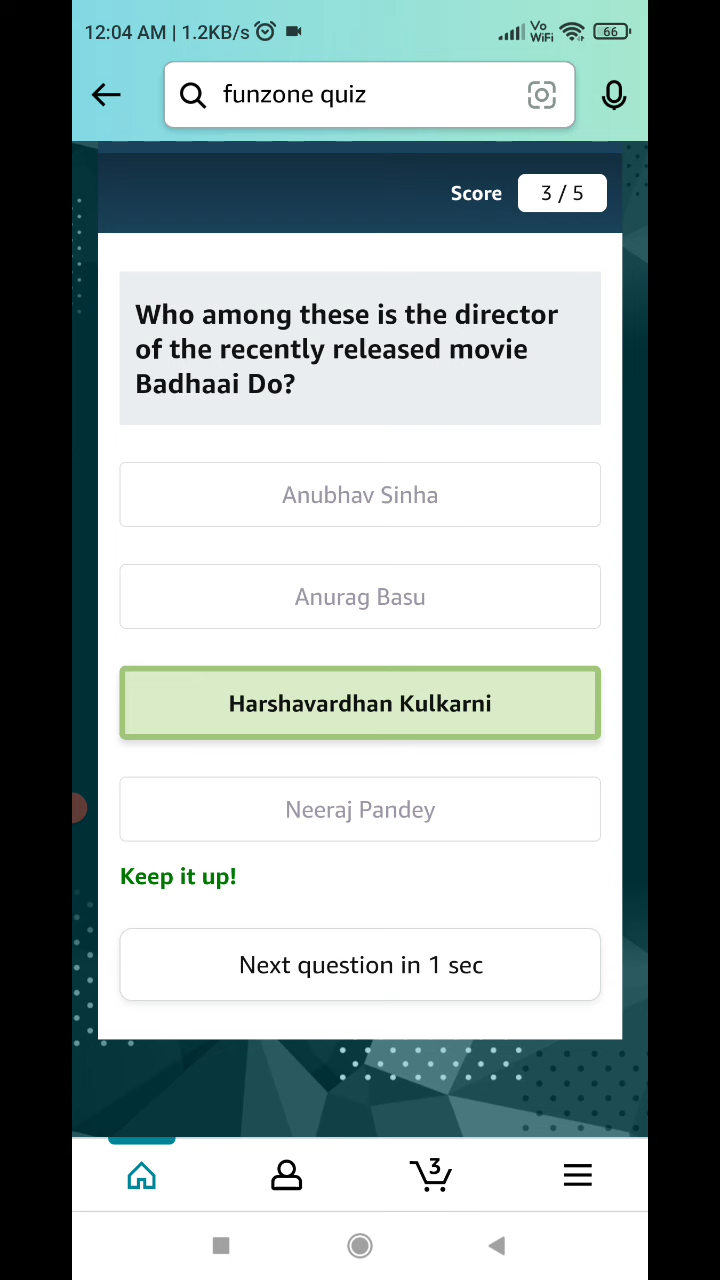 12:04 AM | 1.2KB/s
Vo
WiFi
66
funzone quiz
Score 3 / 5
Who among these is the director
of the recently released movie
Badhaai Do?
Anubhav Sinha
Anurag Basu
Harshavardhan Kulkarni
Neeraj Pandey
Keep it up!
Next question in 1 sec
3